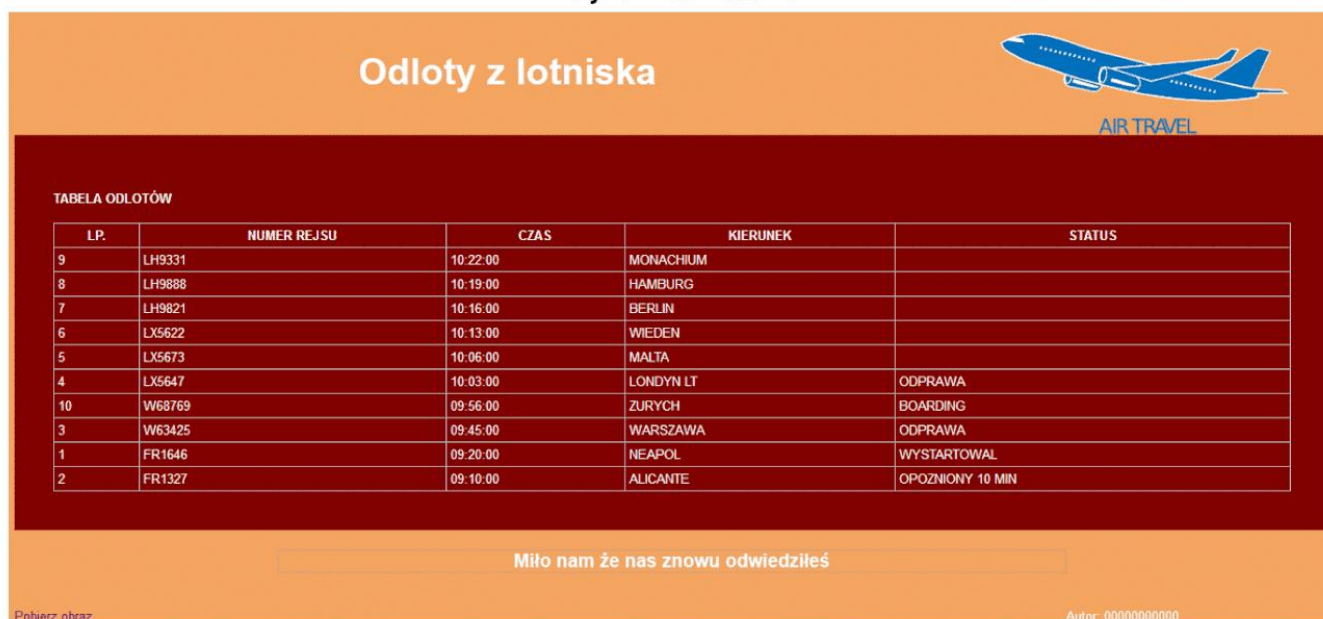 Odloty z lotniska
AIR TRAVEL
TABELA ODLOTÓW
LP. NUMER REJSU CZAS KIERUNEK STATUS
9 LH9331 10:22:00 MONACHIUM
8 LH9888 10:19:00 HAMBURG
7 LH9821 10:16:00 BERLIN
6 LX5622 10:13:00 WIEDEN
5 LX5673 10:06:00 MALTA
4 LX5647 10:03:00 LONDYN LT ODPRAWA
10 W68769 09:56:00 ZURYCH BOARDING
3 W63425 09:45:00 WARSZAWA ODPRAWA
1 FR1646 09:20:00 NEAPOL WYSTARTOWAL
2 FR1327 09:10:00 ALICANTE OPOZNIONY 10 MIN
Miło nam że nas znowu odwiedziłeś
Pobierz obraz Autor: 00000000000